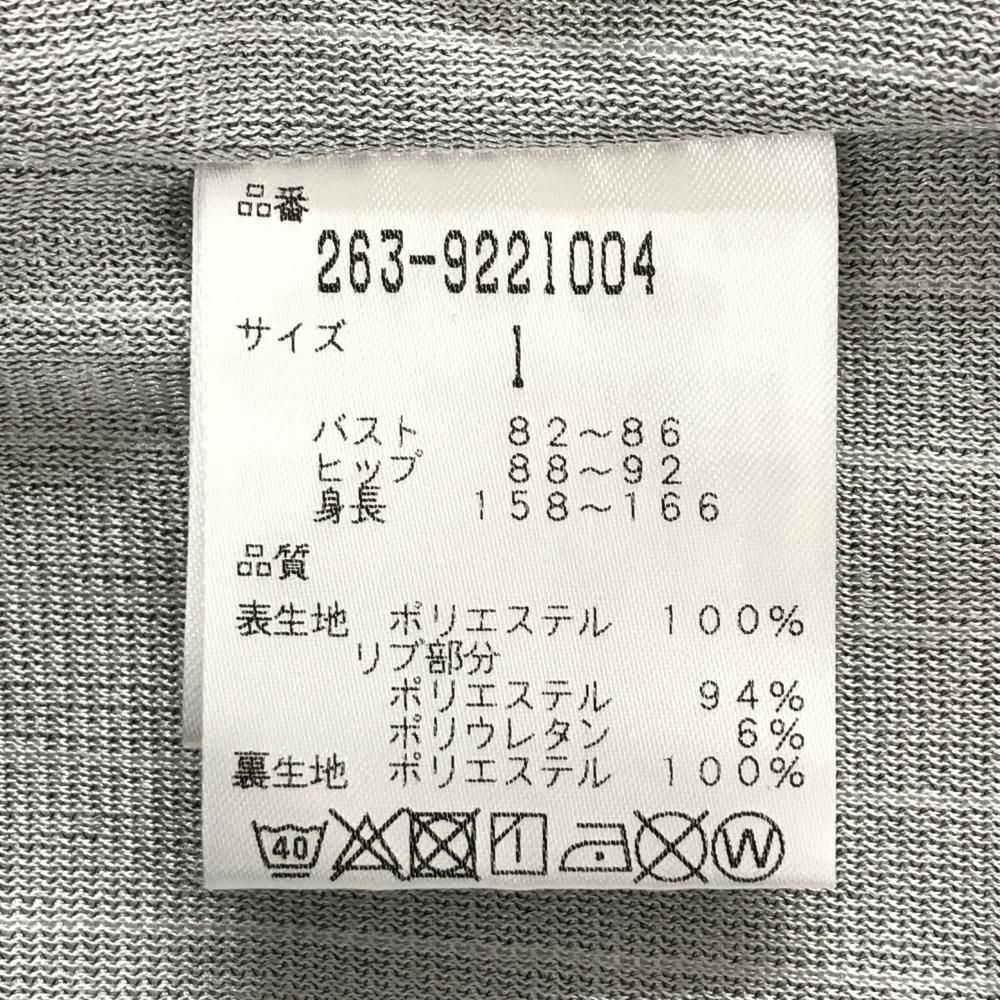 品番
263-9221004
サイズ 1
バスト 82～86
ヒップ 88～92
身長 158～166
品質
表生地 ポリエステル 100%
リブ部分
ポリエステル 94%
ポリウレタン 6%
裏生地 ポリエステル 100%
40 W